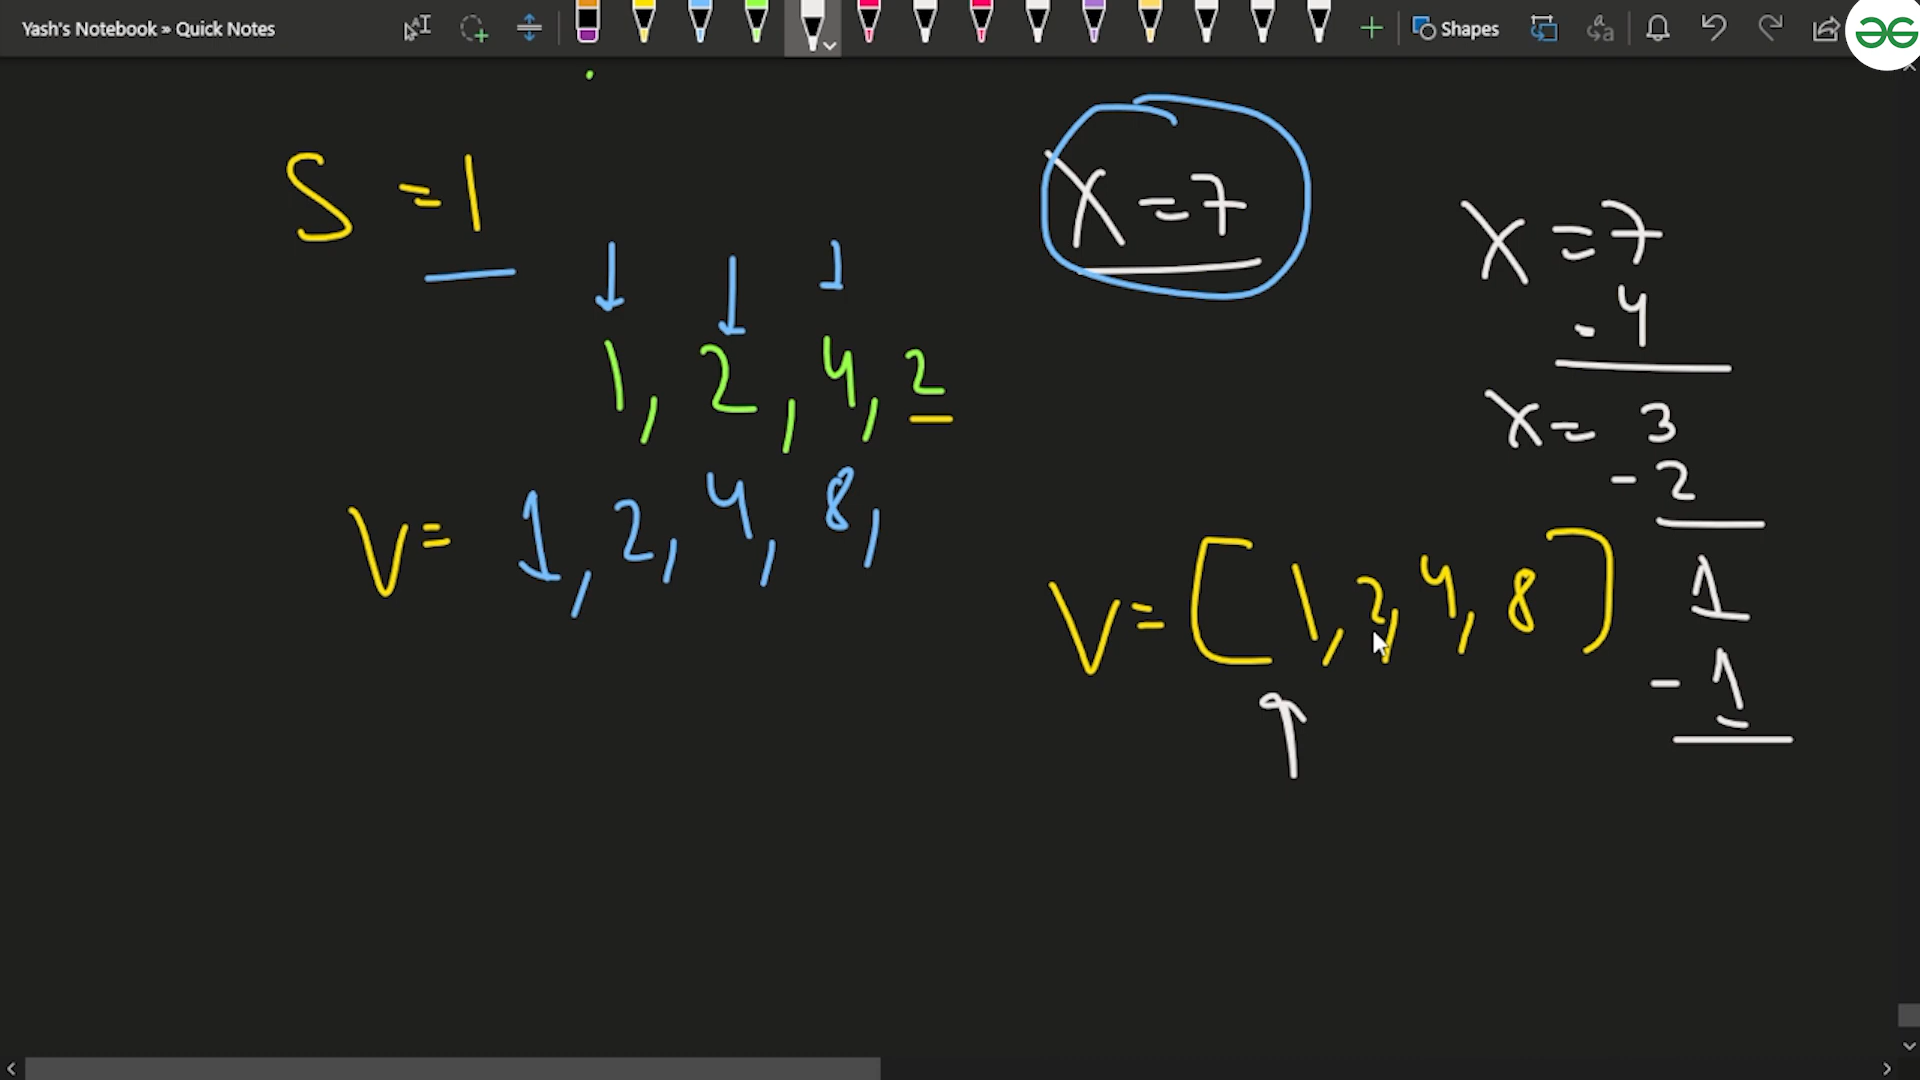 Yash's Notebook » Quick Notes
Shapes
S = 1
X = 7
1, 2, 4, 2
V = 1, 2, 4, 8,
V = [ 1, 2, 4, 8 ]
X = 7
- 4
X = 3
- 2
1
- 1